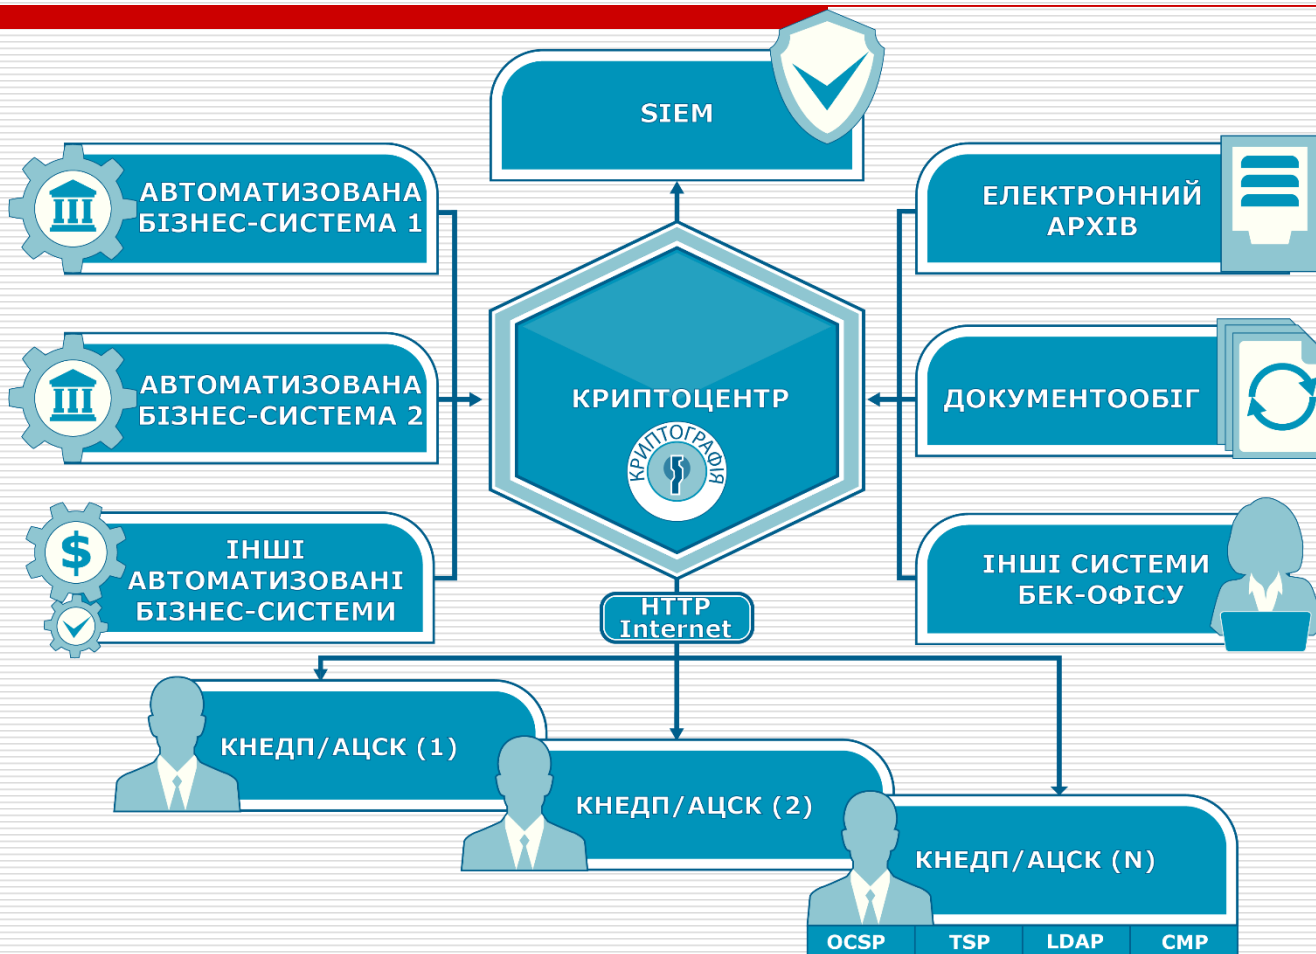 SIEM
АВТОМАТИЗОВАНА
БІЗНЕС-СИСТЕМА 1
ЕЛЕКТРОННИЙ
АРХІВ
АВТОМАТИЗОВАНА
БІЗНЕС-СИСТЕМА 2
КРИПТОЦЕНТР
КРИПТОГРАФІЯ
ДОКУМЕНТООБІГ
$
ІНШІ
АВТОМАТИЗОВАНІ
БІЗНЕС-СИСТЕМИ
ІНШІ СИСТЕМИ
БЕК-ОФІСУ
HTTP
Internet
КНЕДП/АЦСК (1)
КНЕДП/АЦСК (2)
КНЕДП/АЦСК (N)
OCSP TSP LDAP CMP